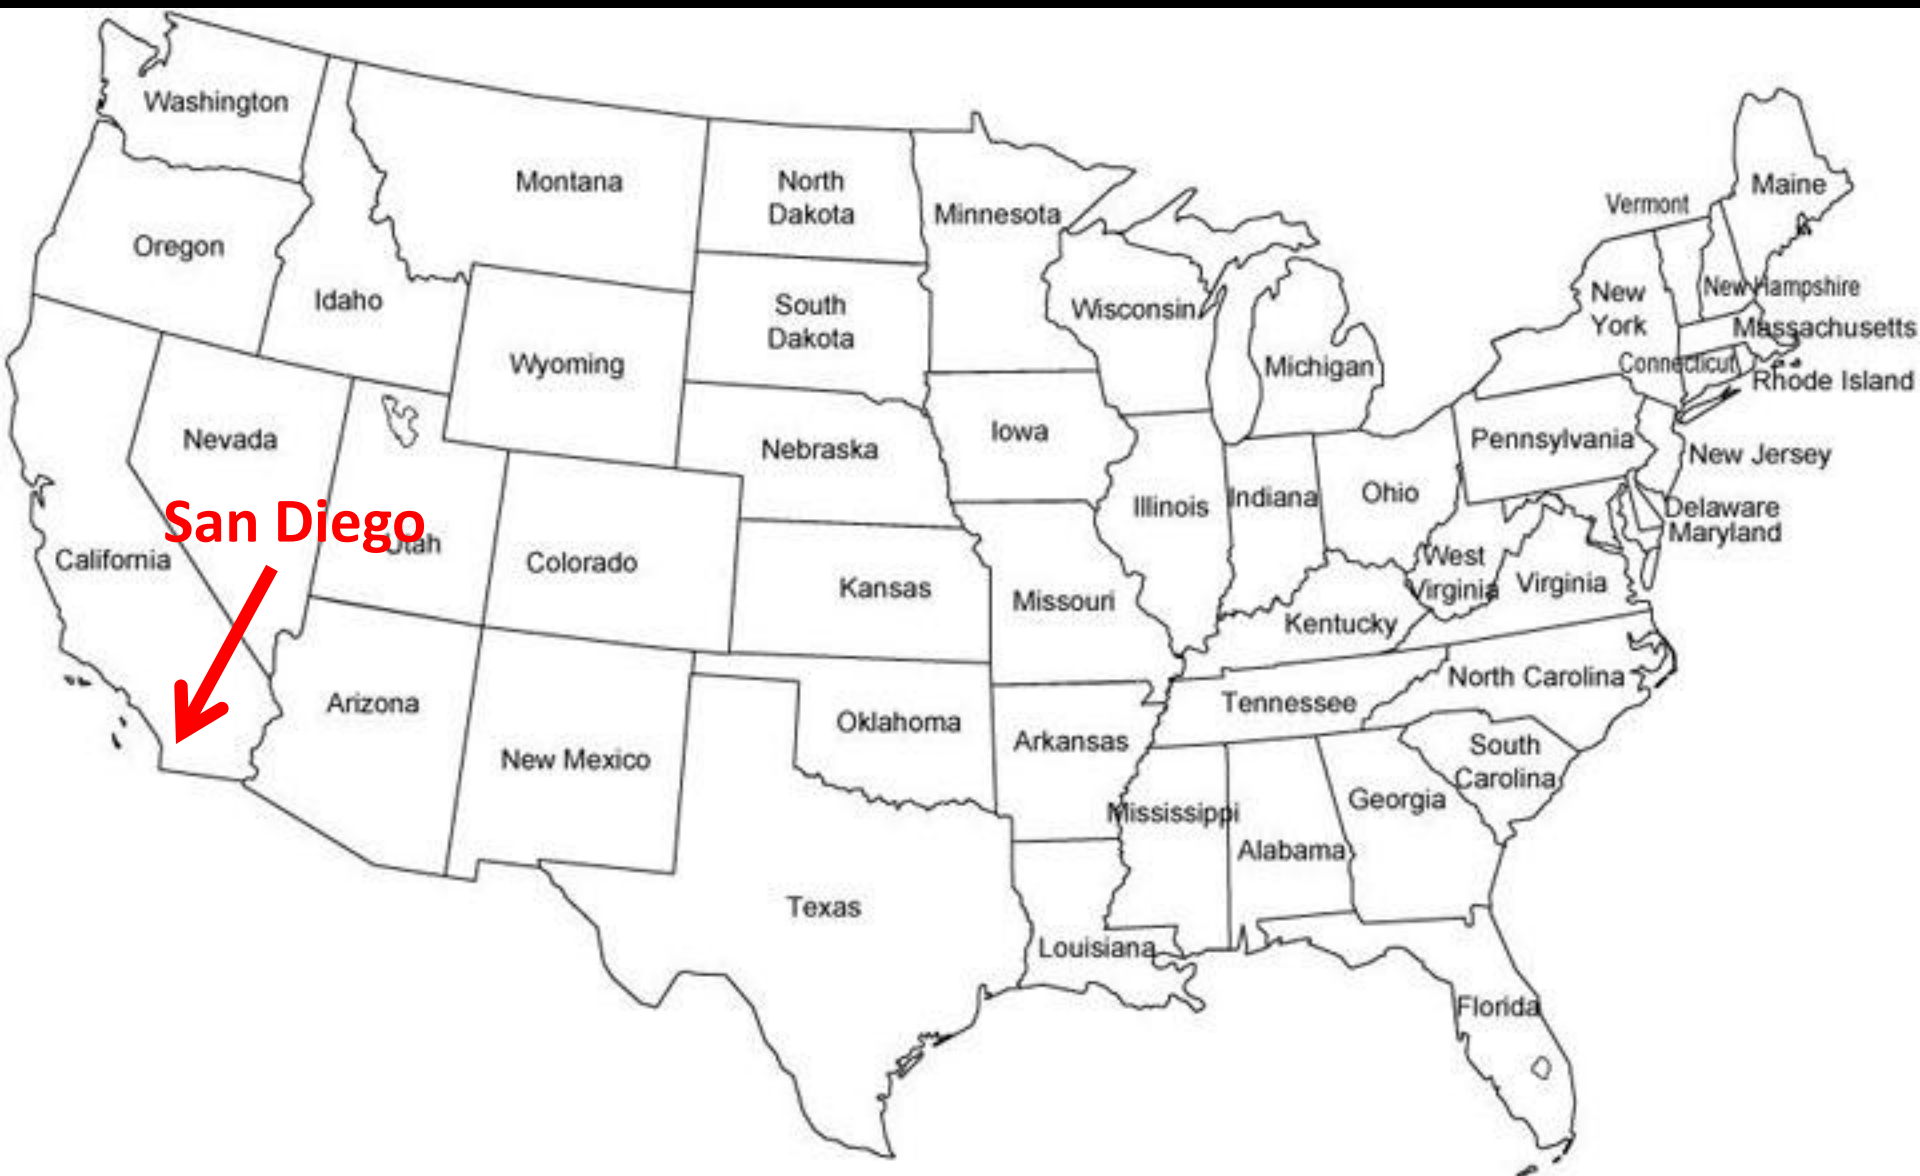 Washington
Montana
North
Dakota
Minnesota
Maine
Vermont
Oregon
Idaho
Wyoming
South
Dakota
Wisconsin
Michigan
New
York
New Hampshire
Massachusetts
Connecticut
Rhode Island
Nevada
Nebraska
Iowa
Pennsylvania
New Jersey
San Diego
Utah
California
Colorado
Kansas
Missouri
Illinois
Indiana
Ohio
West
Virginia
Virginia
Delaware
Maryland
Kentucky
Arizona
New Mexico
Oklahoma
Arkansas
Tennessee
North Carolina
South
Carolina
Mississippi
Alabama
Georgia
Texas
Louisiana
Florida